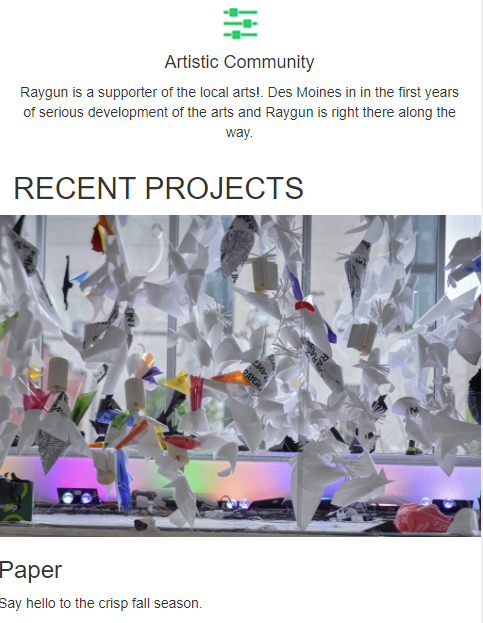 Artistic Community
Raygun is a supporter of the local arts!. Des Moines in in the first years
of serious development of the arts and Raygun is right there along the
way.
RECENT PROJECTS
Paper
Say hello to the crisp fall season.